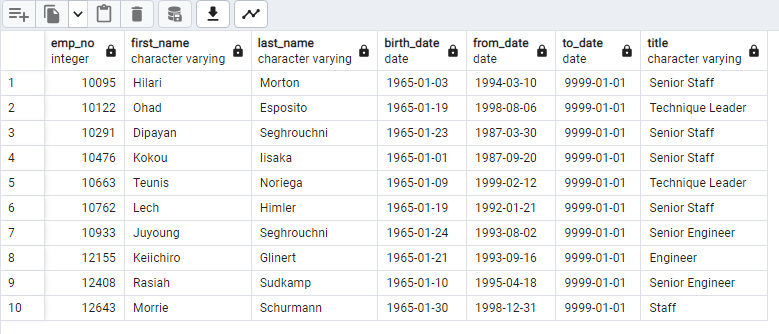 emp_no first_name last_name birth_date from_date to_date title
integer character varying character varying date date date character varying
1 10095 Hilari Morton 1965-01-03 1994-03-10 9999-01-01 Senior Staff
2 10122 Ohad Esposito 1965-01-19 1998-08-06 9999-01-01 Technique Leader
3 10291 Dipayan Seghrouchni 1965-01-23 1987-03-30 9999-01-01 Senior Staff
4 10476 Kokou Iisaka 1965-01-01 1987-09-20 9999-01-01 Senior Staff
5 10663 Teunis Noriega 1965-01-09 1999-02-12 9999-01-01 Technique Leader
6 10762 Lech Himler 1965-01-19 1992-01-21 9999-01-01 Senior Staff
7 10933 Juyoung Seghrouchni 1965-01-24 1993-08-02 9999-01-01 Senior Engineer
8 12155 Keiichiro Glinert 1965-01-21 1993-09-16 9999-01-01 Engineer
9 12408 Rasiah Sudkamp 1965-01-10 1995-04-18 9999-01-01 Senior Engineer
10 12643 Morrie Schurmann 1965-01-30 1998-12-31 9999-01-01 Staff